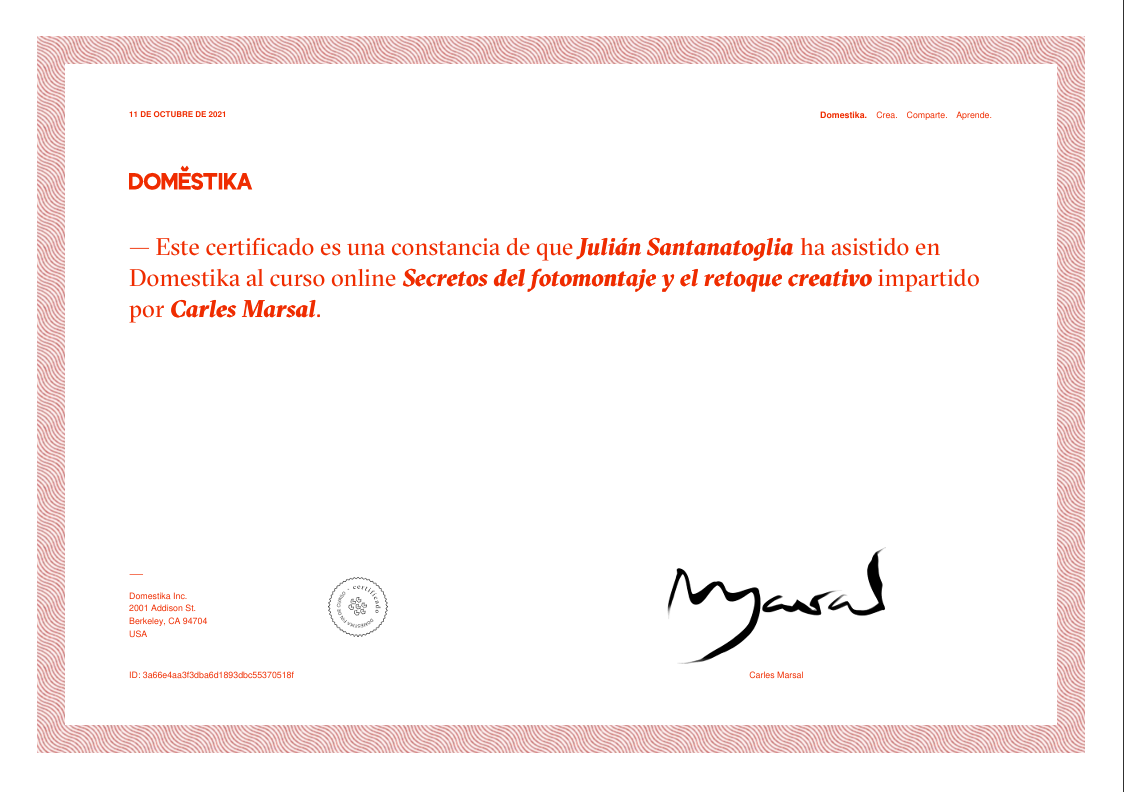 11 DE OCTUBRE DE 2021
Domestika. Crea. Comparte. Aprende.
DOMESTIKA
— Este certificado es una constancia de que Julián Santanatoglia ha asistido en
Domestika al curso online Secretos del fotomontaje y el retoque creativo impartido
por Carles Marsal.
—
Domestika Inc.
2001 Addison St.
Berkeley, CA 94704
USA
- certificado
DOMESTIKA FIN DE CURSO
Marsal
ID: 3a66e4aa3f3dba6d1893dbc55370518f
Carles Marsal